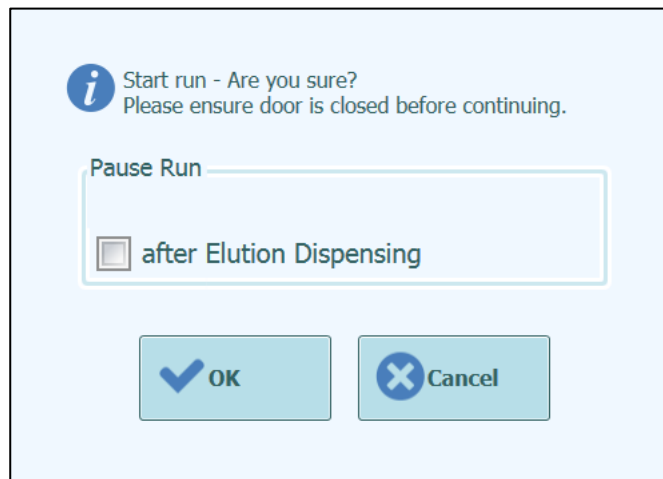 Start run - Are you sure?
Please ensure door is closed before continuing.
Pause Run
after Elution Dispensing
OK
Cancel